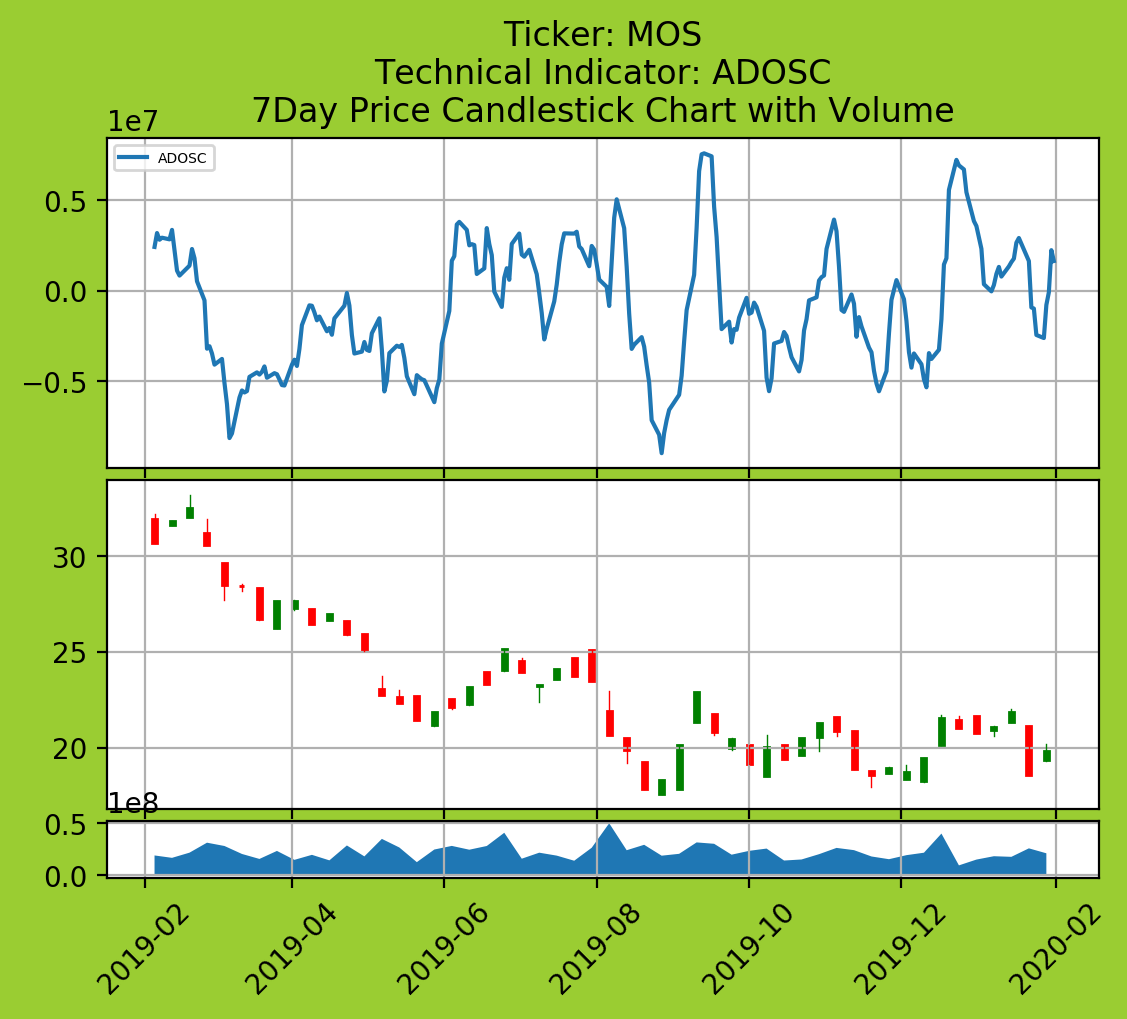 Ticker: MOS
Technical Indicator: ADOSC
7Day Price Candlestick Chart with Volume
1e7
ADOSC
0.5
0.0
−0.5
30
25
20
1e8
0.5
0.0
2019-02
2019-04
2019-06
2019-08
2019-10
2019-12
2020-02